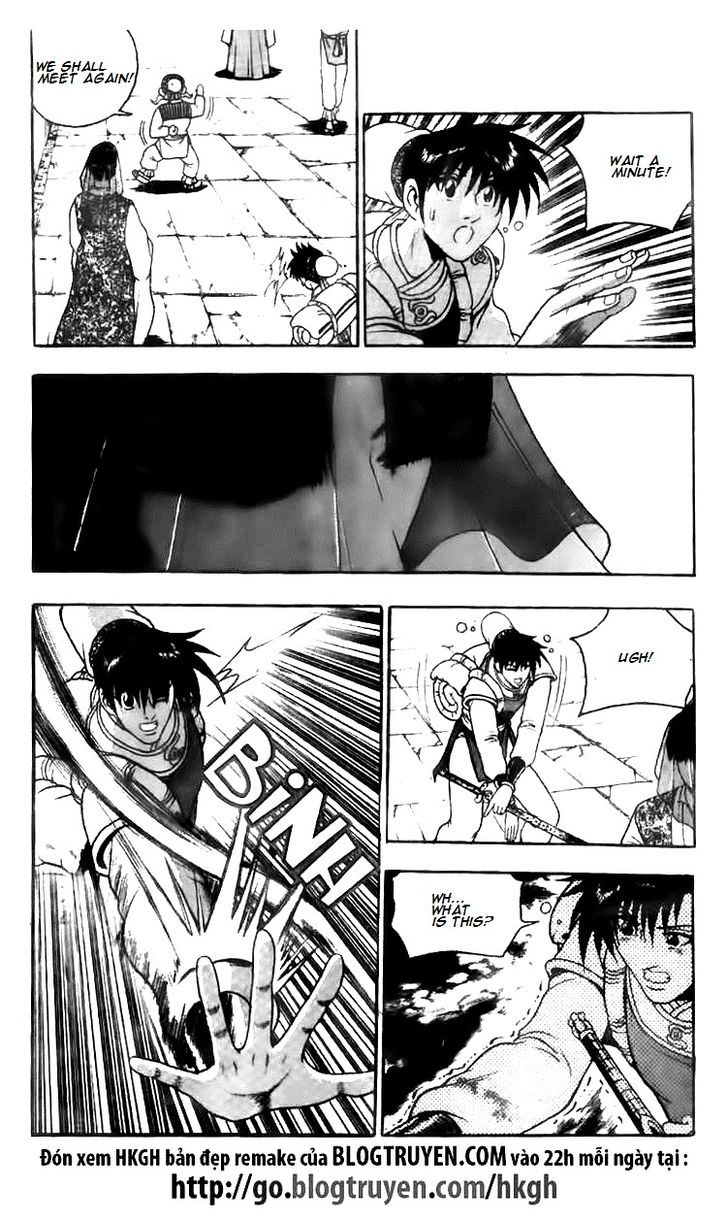 WE SHALL
MEET AGAIN!
WAIT A
MINUTE!
BiNH
UGH!
WH...
WHAT
IS THIS?
Đón xem HKGH bản đẹp remake của BLOGTRUYEN.COM vào 22h mỗi ngày tại :
http://go.blogtruyen.com/hkgh